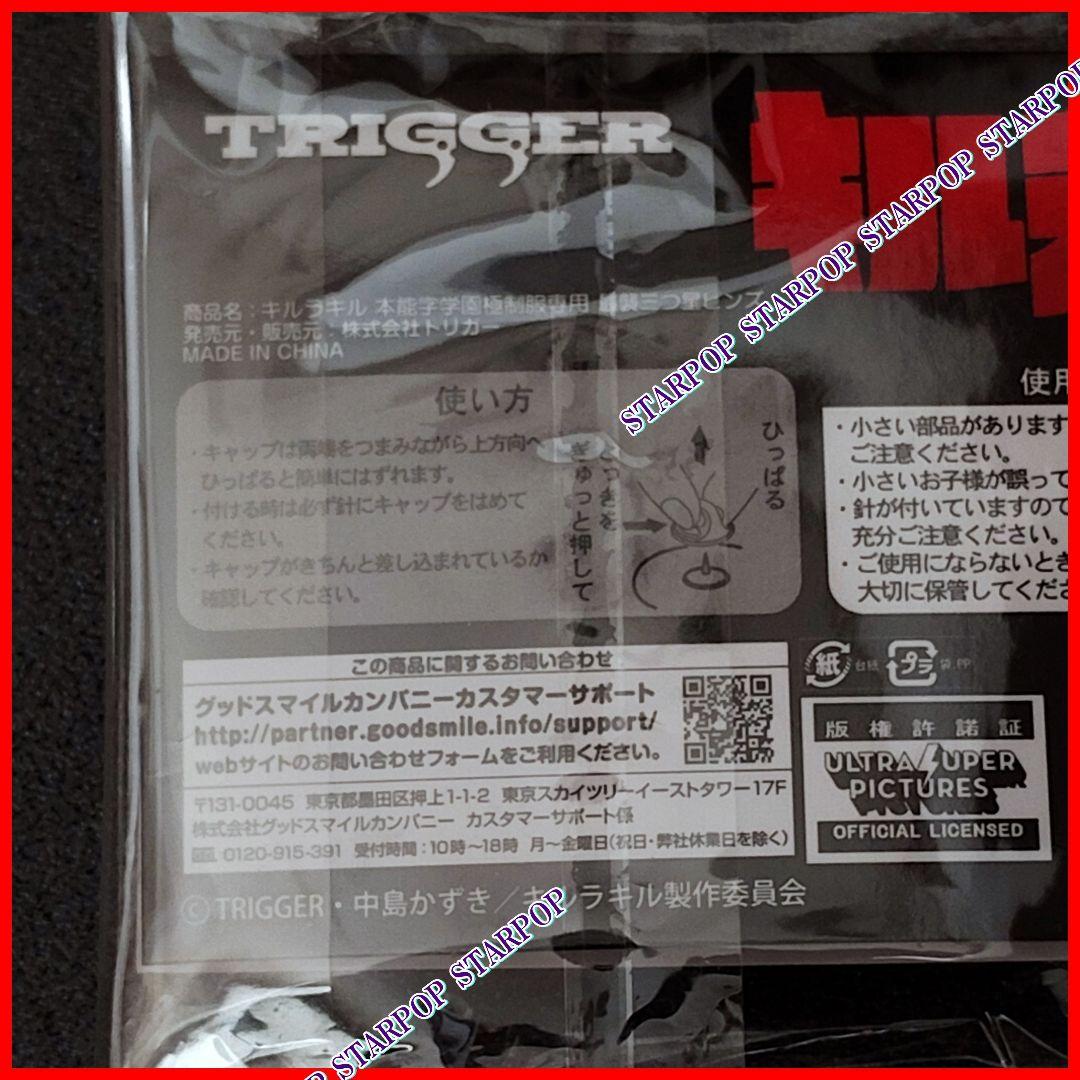 TRIGGER
STARPOP STARPOP STARPOP STARPOP
商品名：キルラキル 本能字学園極制服専用 三つ星ピンズ
発売元・販売元：株式会社トリガー
MADE IN CHINA
使い方
・キャップは両端をつまみながら上方向へ
ひっぱると簡単にはずれます。
・付ける時は必ず針にキャップをはめて
ください。
・キャップがきちんと差し込まれているか
確認してください。
ぎゅっと押して
ひっぱる
使用
・小さい部品があります
ご注意ください。
・小さいお子様が誤って
・針が付いていますので
充分ご注意ください。
・ご使用にならないとき
大切に保管してくださ
この商品に関するお問い合わせ
グッドスマイルカンパニーカスタマーサポート
http://partner.goodsmile.info/support/
webサイトのお問い合わせフォームをご利用ください。
〒131-0045 東京都墨田区押上1-1-2 東京スカイツリーイーストタワー17F
株式会社グッドスマイルカンパニー カスタマーサポート係
0120-915-391 受付時間：10時～18時 月～金曜日(祝日・弊社休業日を除く)
紙 台紙 プラ 袋,PP
版権許諾証
ULTRA SUPER
PICTURES
OFFICIAL LICENSED
©TRIGGER・中島かずき／キルラキル製作委員会
STARPOP STARPOP STARPOP